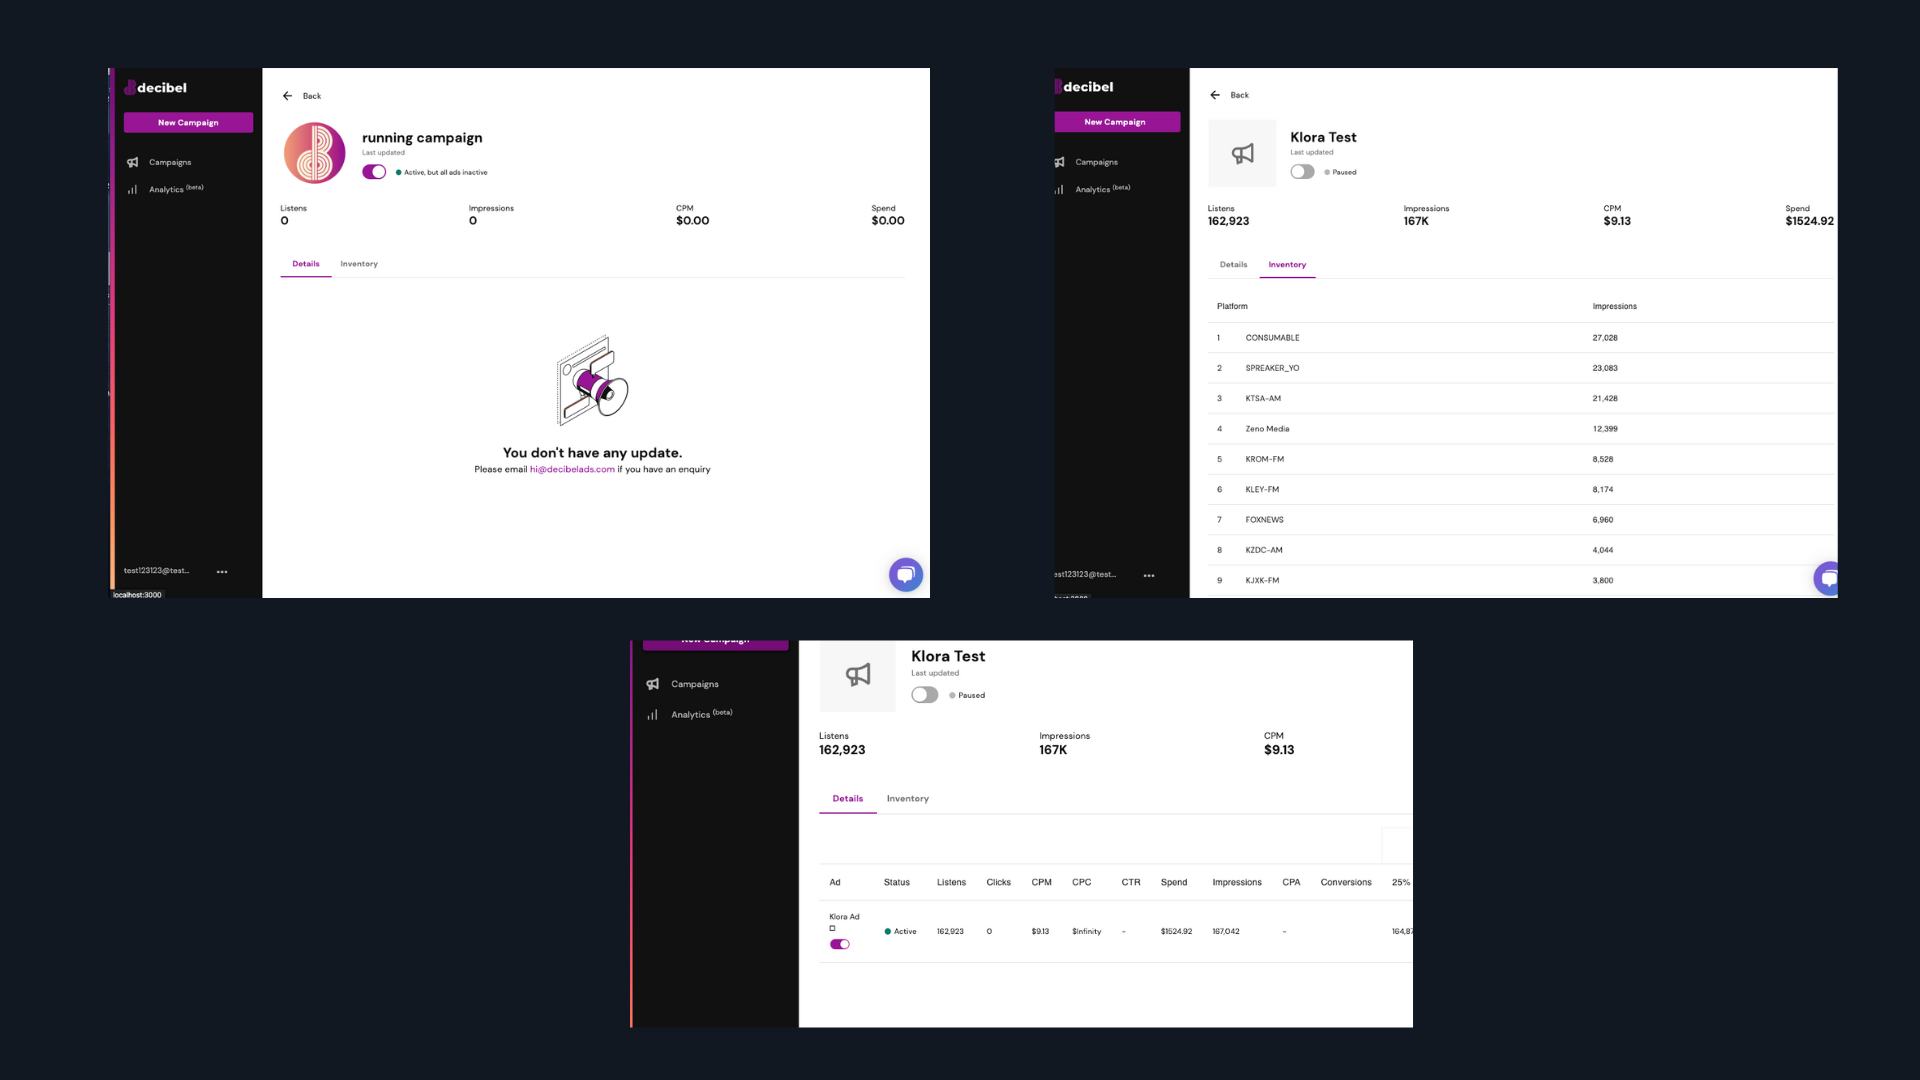 decibel
New Campaign
Campaigns
Analytics (beta)
test123123@test...
localhost:3000
Back
running campaign
Last updated
Active, but all ads inactive
Listens Impressions CPM Spend
0 0 $0.00 $0.00
Details Inventory
You don't have any update.
Please email hi@decibelads.com if you have an enquiry
decibel
New Campaign
Campaigns
Analytics (beta)
est123123@test...
Back
Klora Test
Last updated
Paused
Listens Impressions CPM Spend
162,923 167K $9.13 $1524.92
Details Inventory
Platform Impressions
1 CONSUMABLE 27,028
2 SPREAKER_YO 23,083
3 KTSA-AM 21,428
4 Zeno Media 12,399
5 KROM-FM 8,528
6 KLEY-FM 8,174
7 FOXNEWS 6,960
8 KZDC-AM 4,044
9 KJXK-FM 3,800
New Campaign
Campaigns
Analytics (beta)
Klora Test
Last updated
Paused
Listens Impressions CPM
162,923 167K $9.13
Details Inventory
Ad Status Listens Clicks CPM CPC CTR Spend Impressions CPA Conversions 25%
Klora Ad
Active 162,923 0 $9.13 $Infinity - $1524.92 167,042 - 164,87